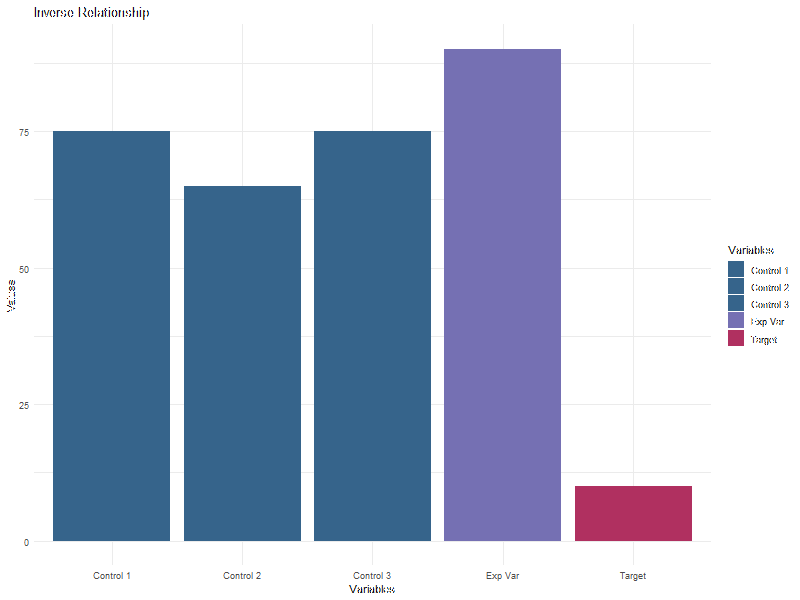 Inverse Relationship
Values
75
50
25
0
Control 1
Control 2
Control 3
Exp Var
Target
Variables
Variables
Control 1
Control 2
Control 3
Exp Var
Target